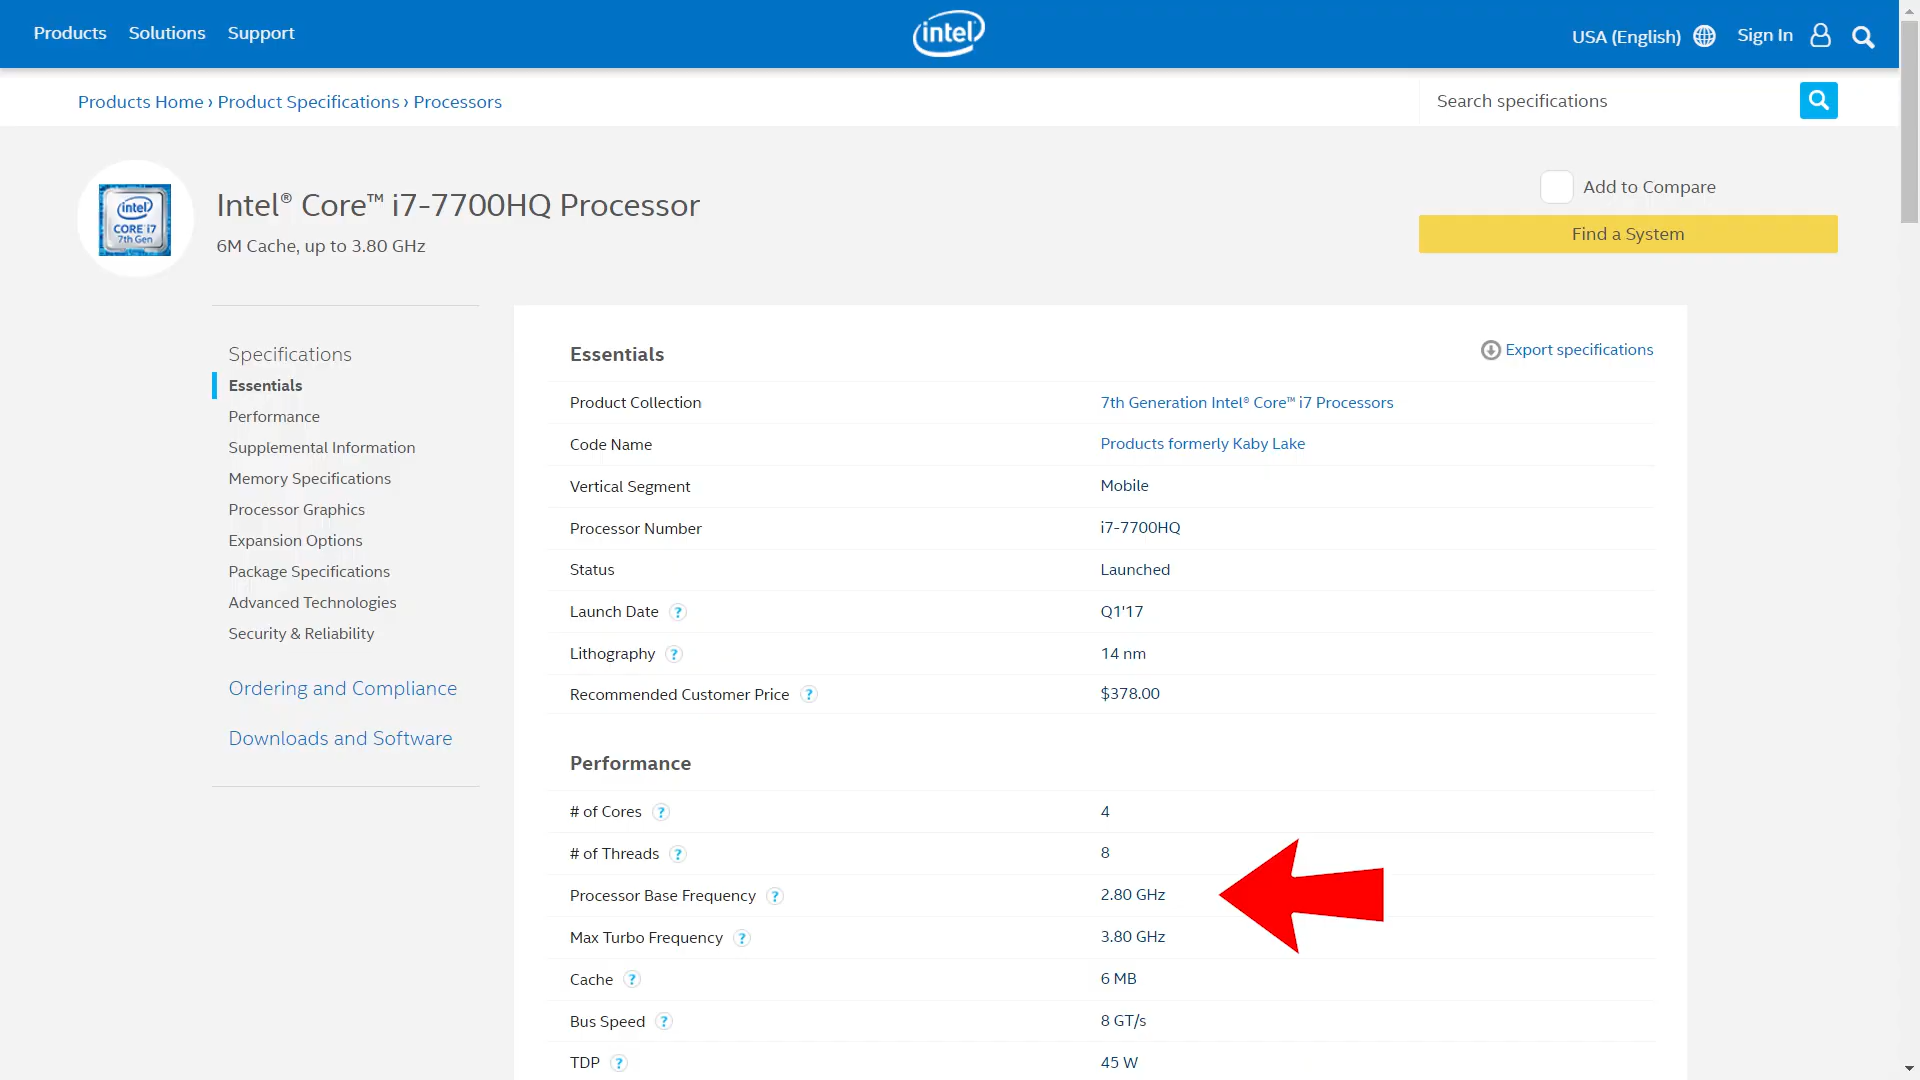 Products Solutions Support
intel
USA (English) Sign In
Products Home › Product Specifications › Processors
Search specifications
intel
CORE i7
7th Gen
Intel® Core™ i7-7700HQ Processor
6M Cache, up to 3.80 GHz
Add to Compare
Find a System
Specifications
Essentials
Performance
Supplemental Information
Memory Specifications
Processor Graphics
Expansion Options
Package Specifications
Advanced Technologies
Security & Reliability
Ordering and Compliance
Downloads and Software
Essentials
Export specifications
Product Collection 7th Generation Intel® Core™ i7 Processors
Code Name Products formerly Kaby Lake
Vertical Segment Mobile
Processor Number i7-7700HQ
Status Launched
Launch Date ? Q1'17
Lithography ? 14 nm
Recommended Customer Price ? $378.00
Performance
# of Cores ? 4
# of Threads ? 8
Processor Base Frequency ? 2.80 GHz
Max Turbo Frequency ? 3.80 GHz
Cache ? 6 MB
Bus Speed ? 8 GT/s
TDP ? 45 W